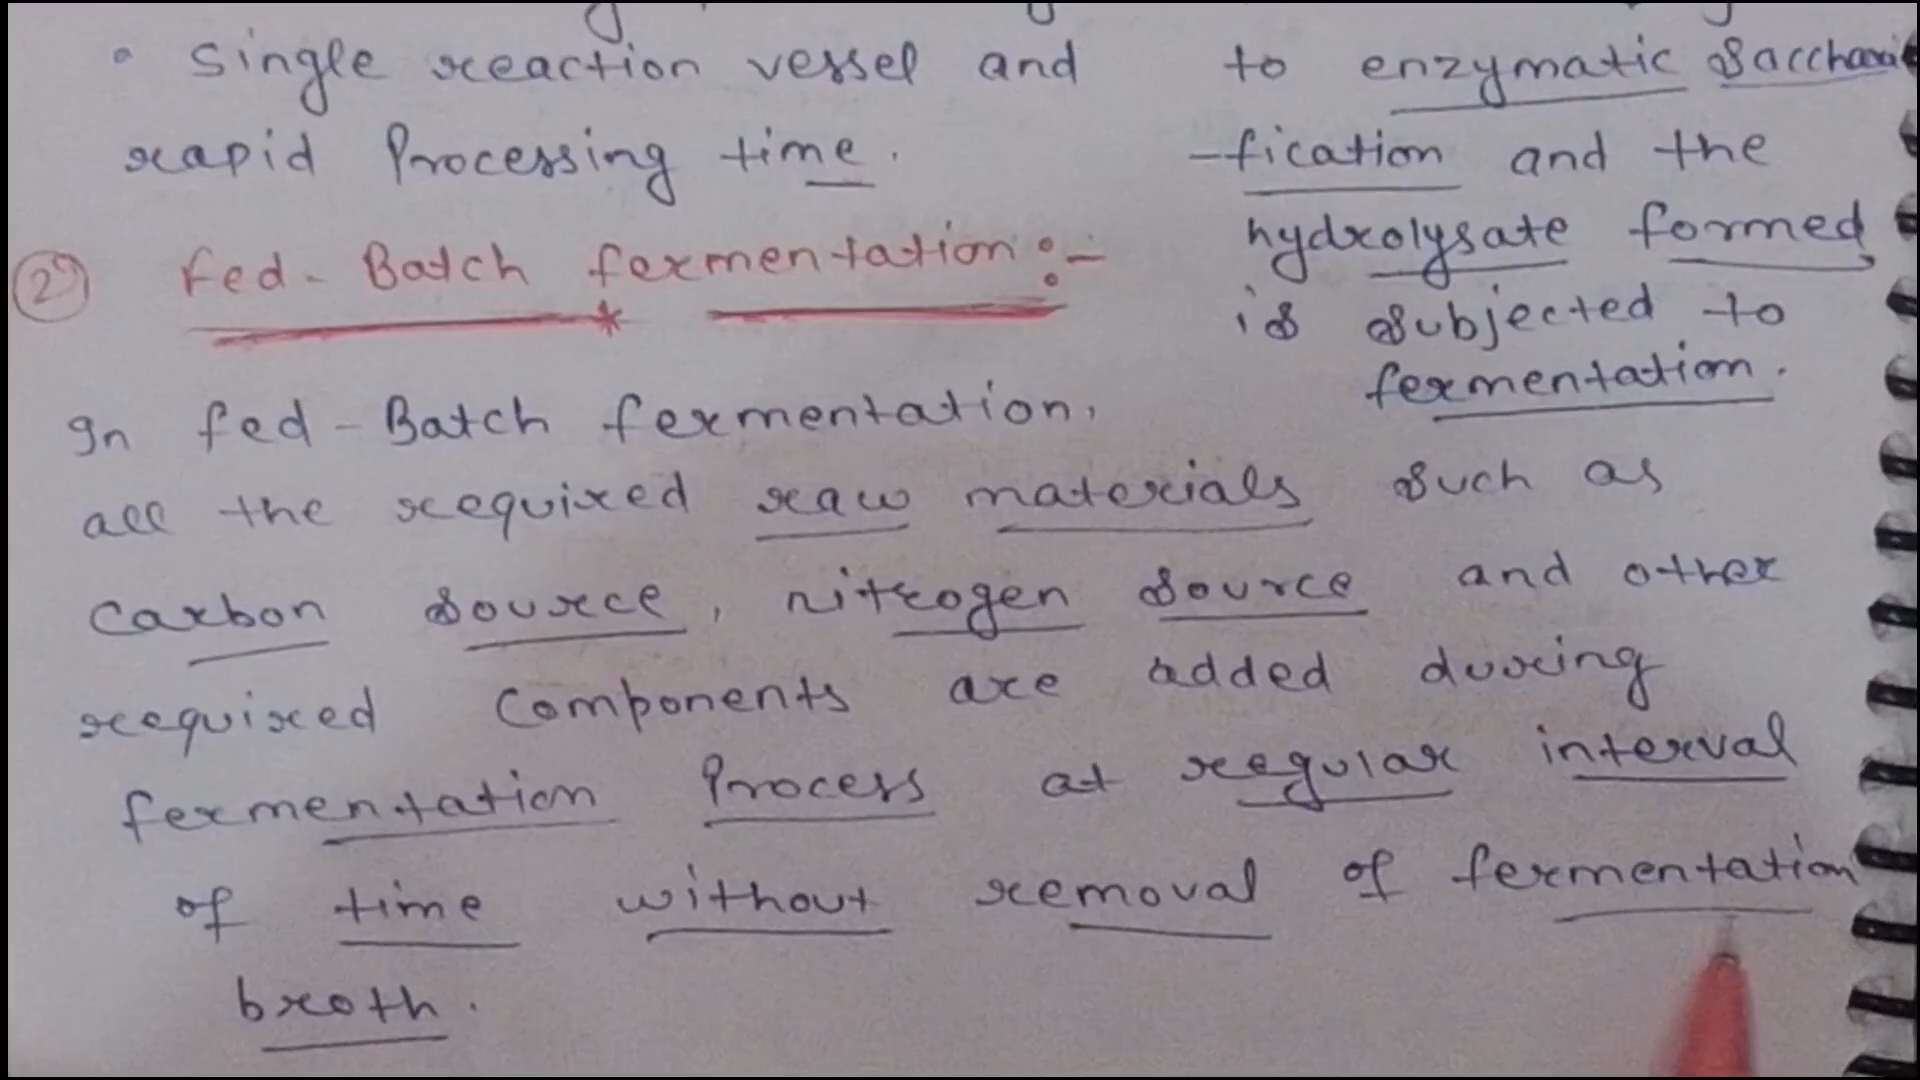 • Single reaction vessel and
rapid Processing time.
to enzymatic Sacchari
-fication and the
hydrolysate formed
is subjected to
fermentation.
2) Fed-Batch fermentation:-
In fed-Batch fermentation,
all the required raw materials such as
Carbon source, nitrogen source and other
required Components are added during
fermentation Process at regular interval
of time without removal of fermentation
broth.